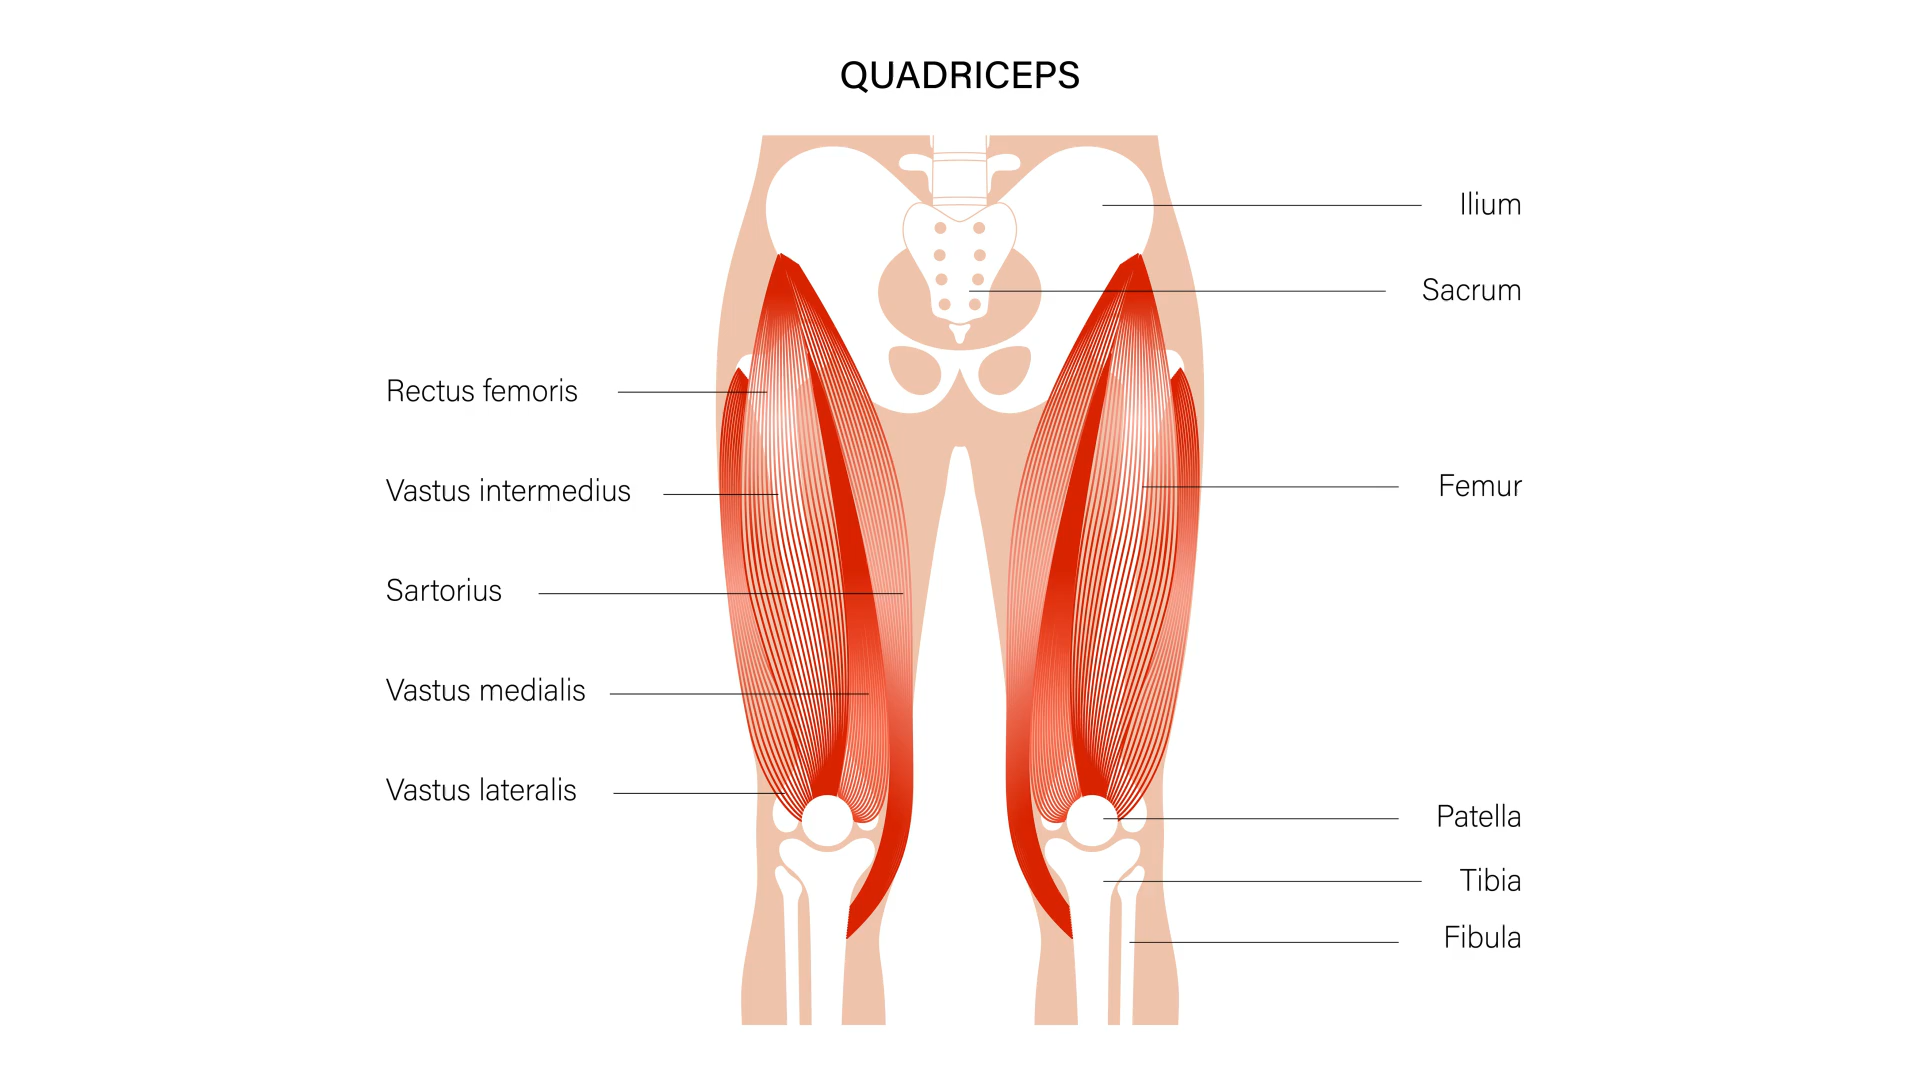 QUADRICEPS
Rectus femoris
Vastus intermedius
Sartorius
Vastus medialis
Vastus lateralis
Ilium
Sacrum
Femur
Patella
Tibia
Fibula